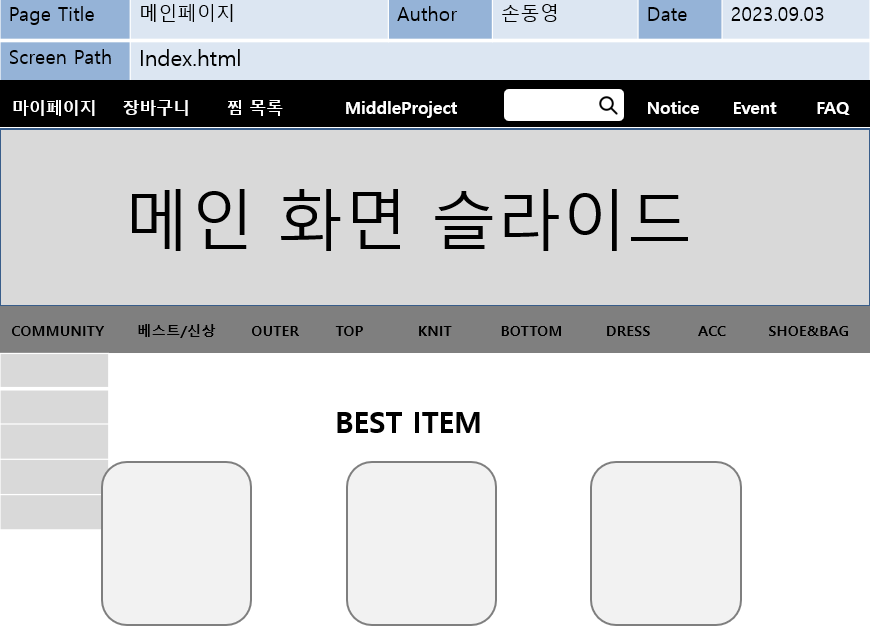 Page Title 메인페이지 Author 손동영 Date 2023.09.03
Screen Path Index.html
마이페이지 장바구니 찜 목록 MiddleProject Notice Event FAQ
메인 화면 슬라이드
COMMUNITY 베스트/신상 OUTER TOP KNIT BOTTOM DRESS ACC SHOE&BAG
BEST ITEM